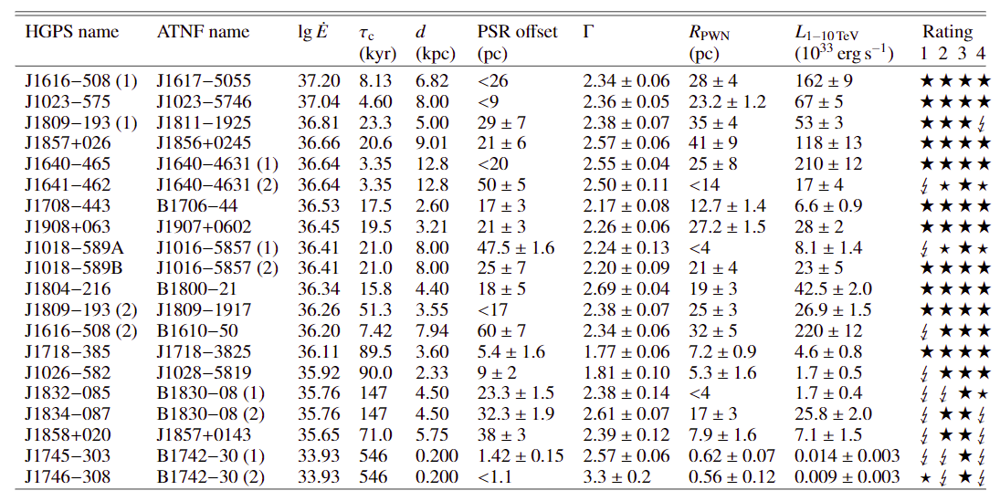 HGPS name ATNF name lg Ė τc d PSR offset Γ RPWN L1−10 TeV Rating
(kyr) (kpc) (pc) (pc) (10³³ erg s⁻¹) 1 2 3 4
J1616−508 (1) J1617−5055 37.20 8.13 6.82 <26 2.34 ± 0.06 28 ± 4 162 ± 9 ★ ★ ★ ★
J1023−575 J1023−5746 37.04 4.60 8.00 <9 2.36 ± 0.05 23.2 ± 1.2 67 ± 5 ★ ★ ★ ★
J1809−193 (1) J1811−1925 36.81 23.3 5.00 29 ± 7 2.38 ± 0.07 35 ± 4 53 ± 3 ★ ★ ★ ⚡
J1857+026 J1856+0245 36.66 20.6 9.01 21 ± 6 2.57 ± 0.06 41 ± 9 118 ± 13 ★ ★ ★ ★
J1640−465 J1640−4631 (1) 36.64 3.35 12.8 <20 2.55 ± 0.04 25 ± 8 210 ± 12 ★ ★ ★ ★
J1641−462 J1640−4631 (2) 36.64 3.35 12.8 50 ± 5 2.50 ± 0.11 <14 17 ± 4 ⚡ ⋆ ★ ⋆
J1708−443 B1706−44 36.53 17.5 2.60 17 ± 3 2.17 ± 0.08 12.7 ± 1.4 6.6 ± 0.9 ★ ★ ★ ★
J1908+063 J1907+0602 36.45 19.5 3.21 21 ± 3 2.26 ± 0.06 27.2 ± 1.5 28 ± 2 ★ ★ ★ ★
J1018−589A J1016−5857 (1) 36.41 21.0 8.00 47.5 ± 1.6 2.24 ± 0.13 <4 8.1 ± 1.4 ⚡ ⋆ ★ ⋆
J1018−589B J1016−5857 (2) 36.41 21.0 8.00 25 ± 7 2.20 ± 0.09 21 ± 4 23 ± 5 ★ ★ ★ ★
J1804−216 B1800−21 36.34 15.8 4.40 18 ± 5 2.69 ± 0.04 19 ± 3 42.5 ± 2.0 ★ ★ ★ ★
J1809−193 (2) J1809−1917 36.26 51.3 3.55 <17 2.38 ± 0.07 25 ± 3 26.9 ± 1.5 ★ ★ ★ ★
J1616−508 (2) B1610−50 36.20 7.42 7.94 60 ± 7 2.34 ± 0.06 32 ± 5 220 ± 12 ⚡ ★ ★ ★
J1718−385 J1718−3825 36.11 89.5 3.60 5.4 ± 1.6 1.77 ± 0.06 7.2 ± 0.9 4.6 ± 0.8 ★ ★ ★ ★
J1026−582 J1028−5819 35.92 90.0 2.33 9 ± 2 1.81 ± 0.10 5.3 ± 1.6 1.7 ± 0.5 ⚡ ★ ★ ★
J1832−085 B1830−08 (1) 35.76 147 4.50 23.3 ± 1.5 2.38 ± 0.14 <4 1.7 ± 0.4 ⚡ ⚡ ★ ⋆
J1834−087 B1830−08 (2) 35.76 147 4.50 32.3 ± 1.9 2.61 ± 0.07 17 ± 3 25.8 ± 2.0 ⚡ ★ ★ ⚡
J1858+020 J1857+0143 35.65 71.0 5.75 38 ± 3 2.39 ± 0.12 7.9 ± 1.6 7.1 ± 1.5 ⚡ ★ ★ ⚡
J1745−303 B1742−30 (1) 33.93 546 0.200 1.42 ± 0.15 2.57 ± 0.06 0.62 ± 0.07 0.014 ± 0.003 ⚡ ⚡ ★ ⚡
J1746−308 B1742−30 (2) 33.93 546 0.200 <1.1 3.3 ± 0.2 0.56 ± 0.12 0.009 ± 0.003 ⋆ ⚡ ★ ⚡